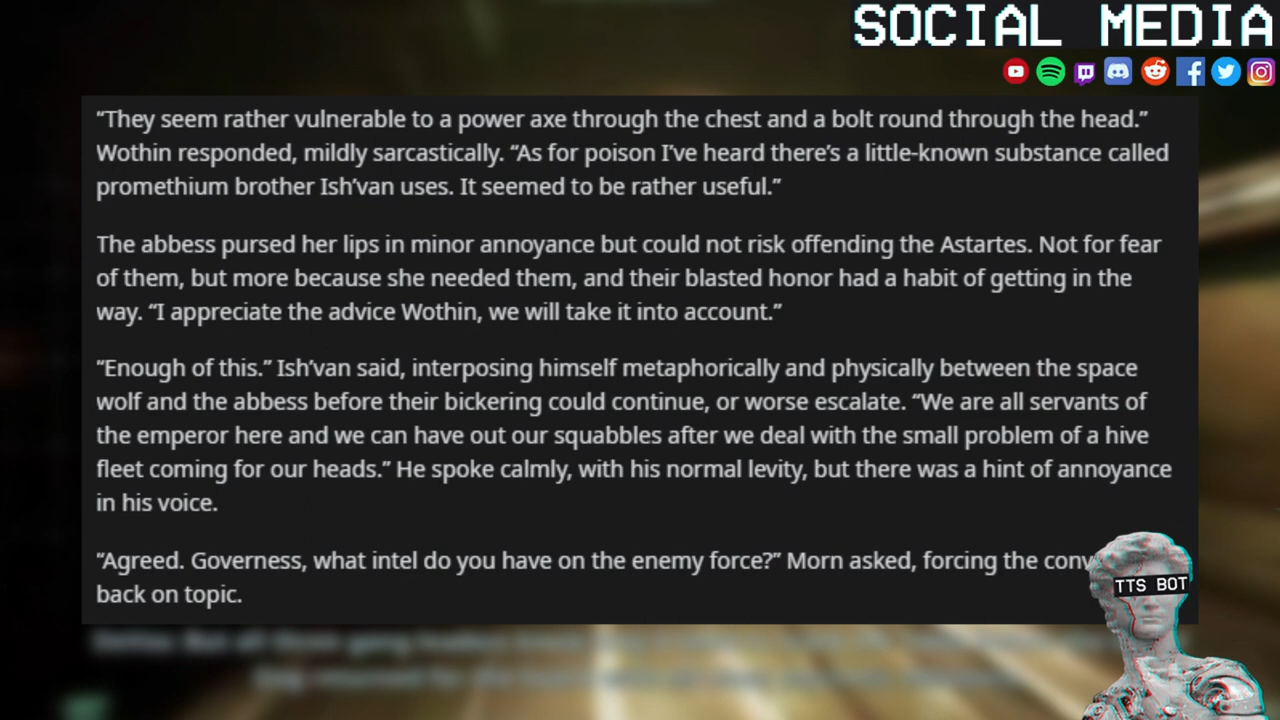 SOCIAL MEDIA
“They seem rather vulnerable to a power axe through the chest and a bolt round through the head.”
Wothin responded, mildly sarcastically. “As for poison I’ve heard there’s a little-known substance called
promethium brother Ish’van uses. It seemed to be rather useful.”
The abbess pursed her lips in minor annoyance but could not risk offending the Astartes. Not for fear
of them, but more because she needed them, and their blasted honor had a habit of getting in the
way. “I appreciate the advice Wothin, we will take it into account.”
“Enough of this.” Ish’van said, interposing himself metaphorically and physically between the space
wolf and the abbess before their bickering could continue, or worse escalate. “We are all servants of
the emperor here and we can have out our squabbles after we deal with the small problem of a hive
fleet coming for our heads.” He spoke calmly, with his normal levity, but there was a hint of annoyance
in his voice.
“Agreed. Governess, what intel do you have on the enemy force?” Morn asked, forcing the conv
back on topic.
TTS BOT